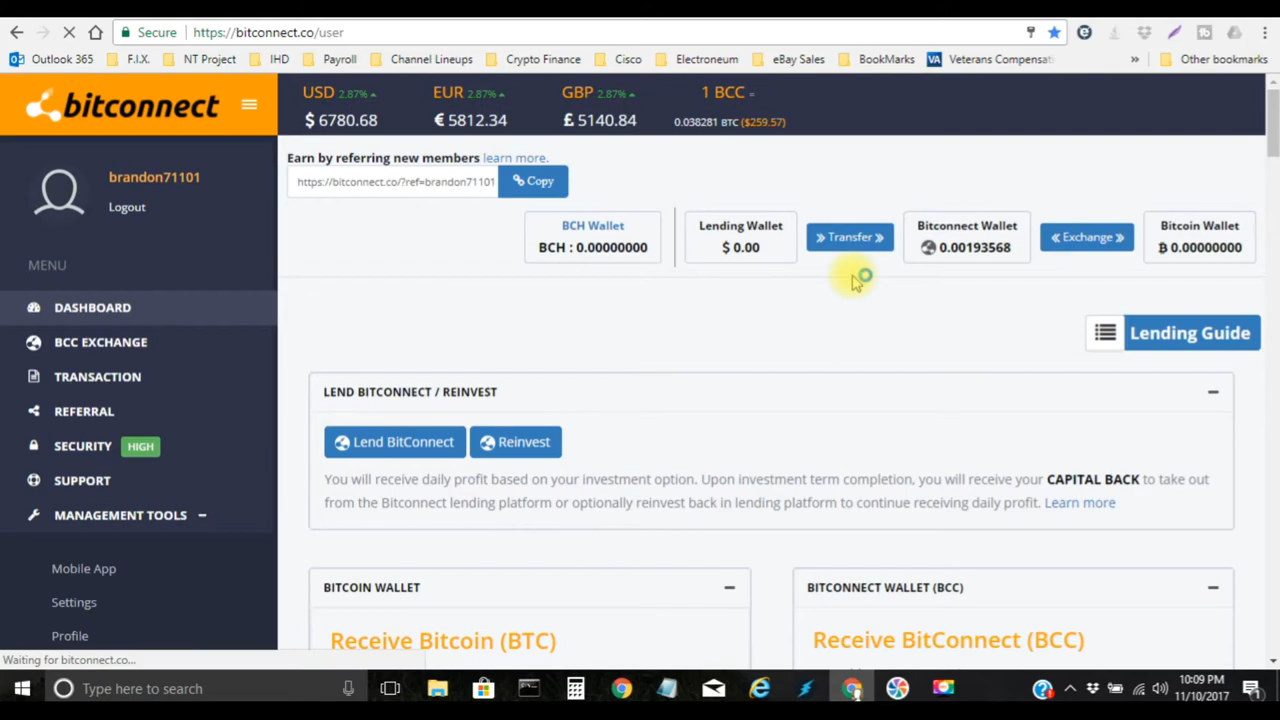 Secure https://bitconnect.co/user
Outlook 365 F.I.X. NT Project IHD Payroll Channel Lineups Crypto Finance Cisco Electroneum eBay Sales BookMarks VA Veterans Compensati » Other bookmarks
bitconnect
USD 2.87% EUR 2.87% GBP 2.87% 1 BCC =
$ 6780.68 € 5812.34 £ 5140.84 0.038281 BTC ($259.57)
Earn by referring new members learn more.
https://bitconnect.co/?ref=brandon71101 Copy
brandon71101
Logout
BCH Wallet
BCH : 0.00000000
Lending Wallet
$ 0.00
» Transfer »
Bitconnect Wallet
0.00193568
« Exchange »
Bitcoin Wallet
฿ 0.00000000
MENU
DASHBOARD
BCC EXCHANGE
TRANSACTION
REFERRAL
SECURITY HIGH
SUPPORT
MANAGEMENT TOOLS –
Mobile App
Settings
Profile
Lending Guide
LEND BITCONNECT / REINVEST
Lend BitConnect Reinvest
You will receive daily profit based on your investment option. Upon investment term completion, you will receive your CAPITAL BACK to take out
from the Bitconnect lending platform or optionally reinvest back in lending platform to continue receiving daily profit. Learn more
BITCOIN WALLET
Receive Bitcoin (BTC)
BITCONNECT WALLET (BCC)
Receive BitConnect (BCC)
Waiting for bitconnect.co...
Type here to search
10:09 PM
11/10/2017